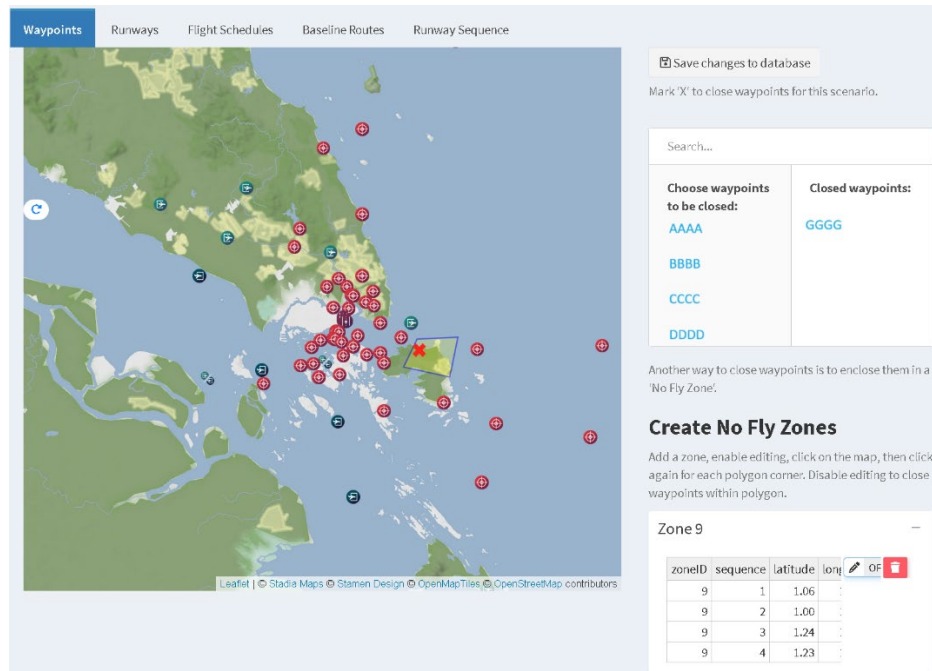 Waypoints Runways Flight Schedules Baseline Routes Runway Sequence
Save changes to database
Mark 'X' to close waypoints for this scenario.
Search...
Choose waypoints
to be closed:
AAAA
BBBB
CCCC
DDDD
Closed waypoints:
GGGG
Another way to close waypoints is to enclose them in a
'No Fly Zone'.
Create No Fly Zones
Add a zone, enable editing, click on the map, then click
again for each polygon corner. Disable editing to close
waypoints within polygon.
Zone 9
zoneID sequence latitude long OF
9 1 1.06
9 2 1.00
9 3 1.24
9 4 1.23
Leaflet | © Stadia Maps © Stamen Design © OpenMapTiles © OpenStreetMap contributors